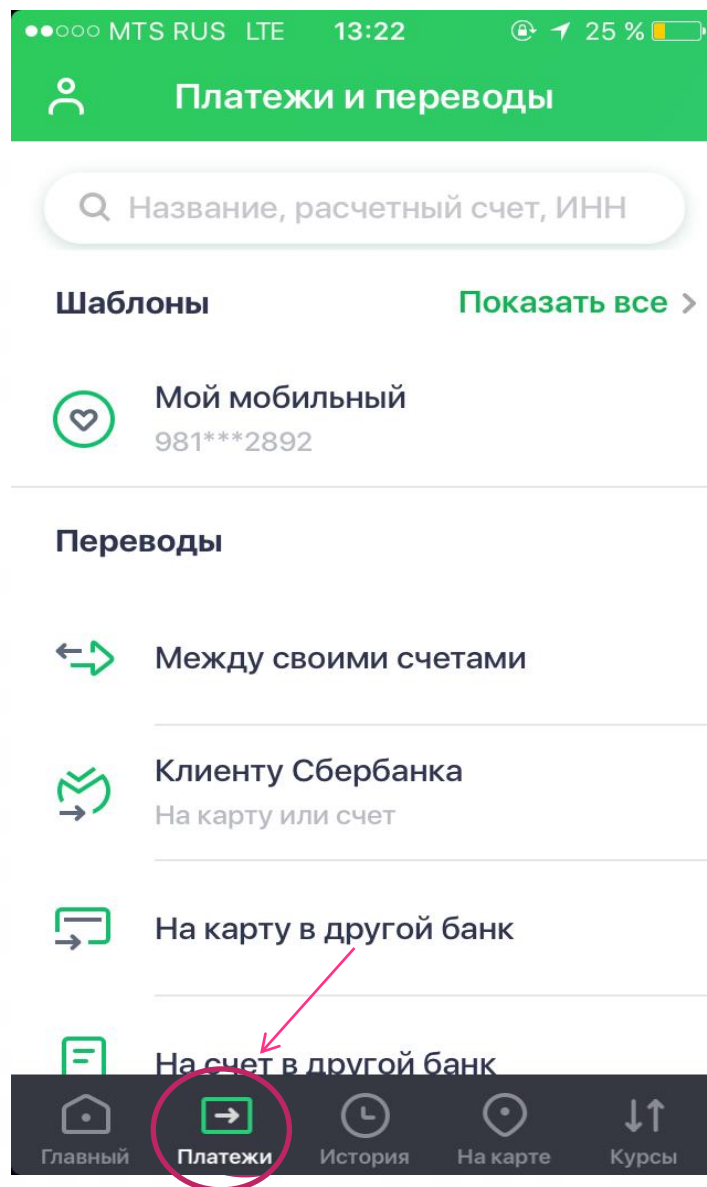 MTS RUS LTE 13:22 25 %
Платежи и переводы
Название, расчетный счет, ИНН
Шаблоны Показать все
Мой мобильный
981***2892
Переводы
Между своими счетами
Клиенту Сбербанка
На карту или счет
На карту в другой банк
На счет в другой банк
Главный Платежи История На карте Курсы